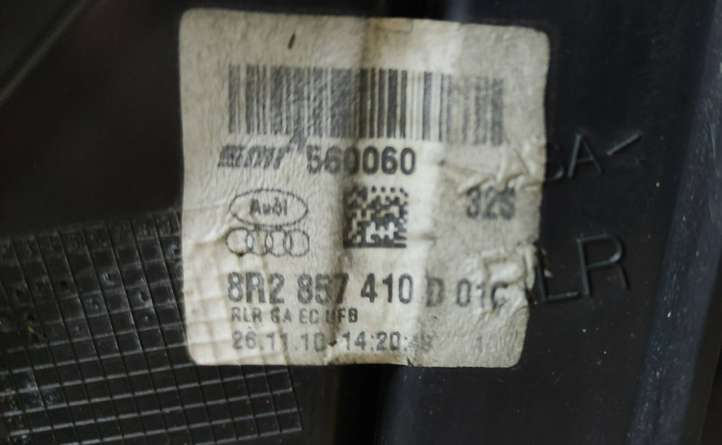 560060
Audi 32S
8R2 857 410 D 01C
RLR GA EC UFB
26.11.10 14:20
RLR